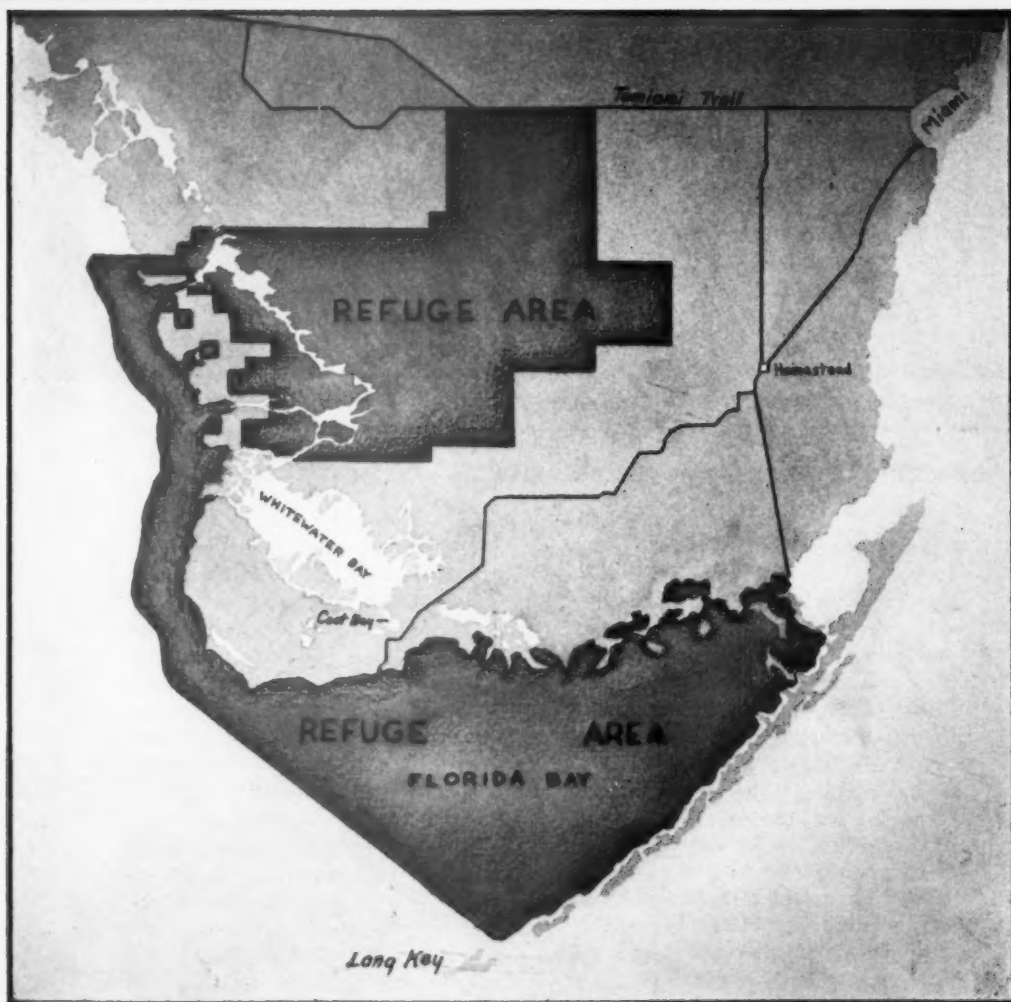 Tamiami Trail
Miami
REFUGE AREA
Homestead
WHITEWATER BAY
Coot Bay
REFUGE AREA
FLORIDA BAY
Long Key